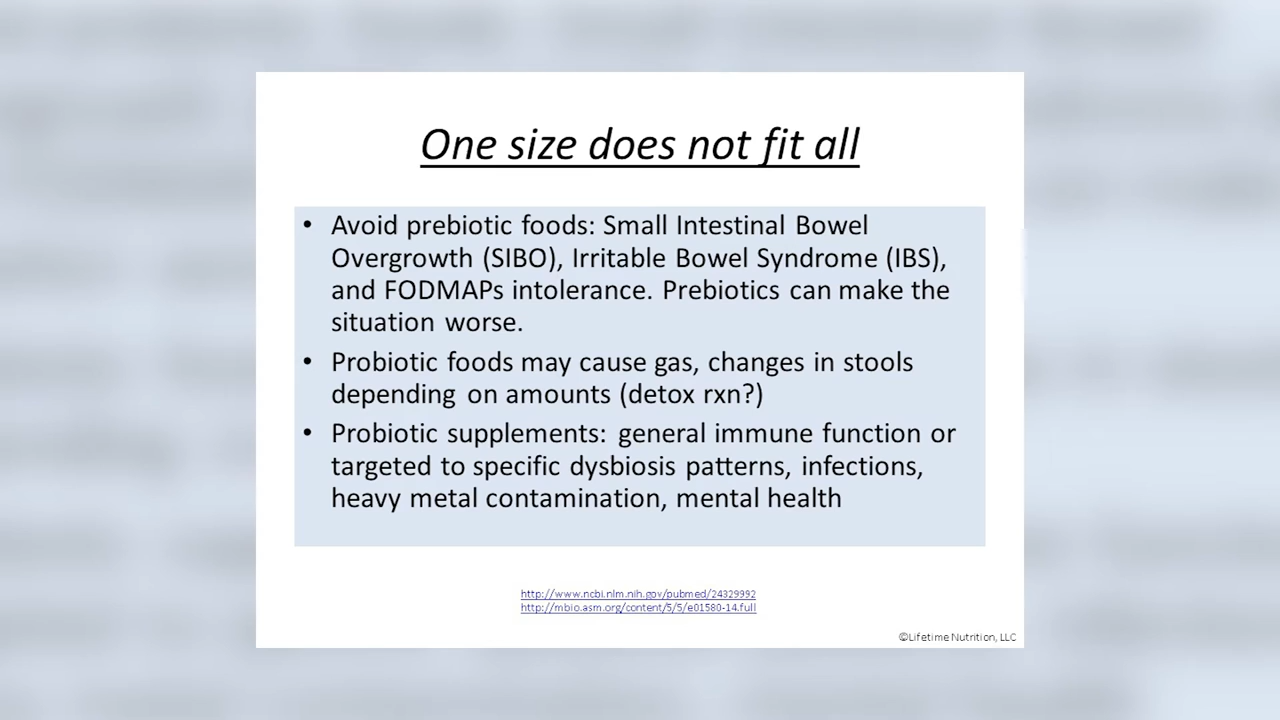 One size does not fit all
• Avoid prebiotic foods: Small Intestinal Bowel
Overgrowth (SIBO), Irritable Bowel Syndrome (IBS),
and FODMAPs intolerance. Prebiotics can make the
situation worse.
• Probiotic foods may cause gas, changes in stools
depending on amounts (detox rxn?)
• Probiotic supplements: general immune function or
targeted to specific dysbiosis patterns, infections,
heavy metal contamination, mental health
http://www.ncbi.nlm.nih.gov/pubmed/24329992
http://mbio.asm.org/content/5/5/e01580-14.full
©Lifetime Nutrition, LLC